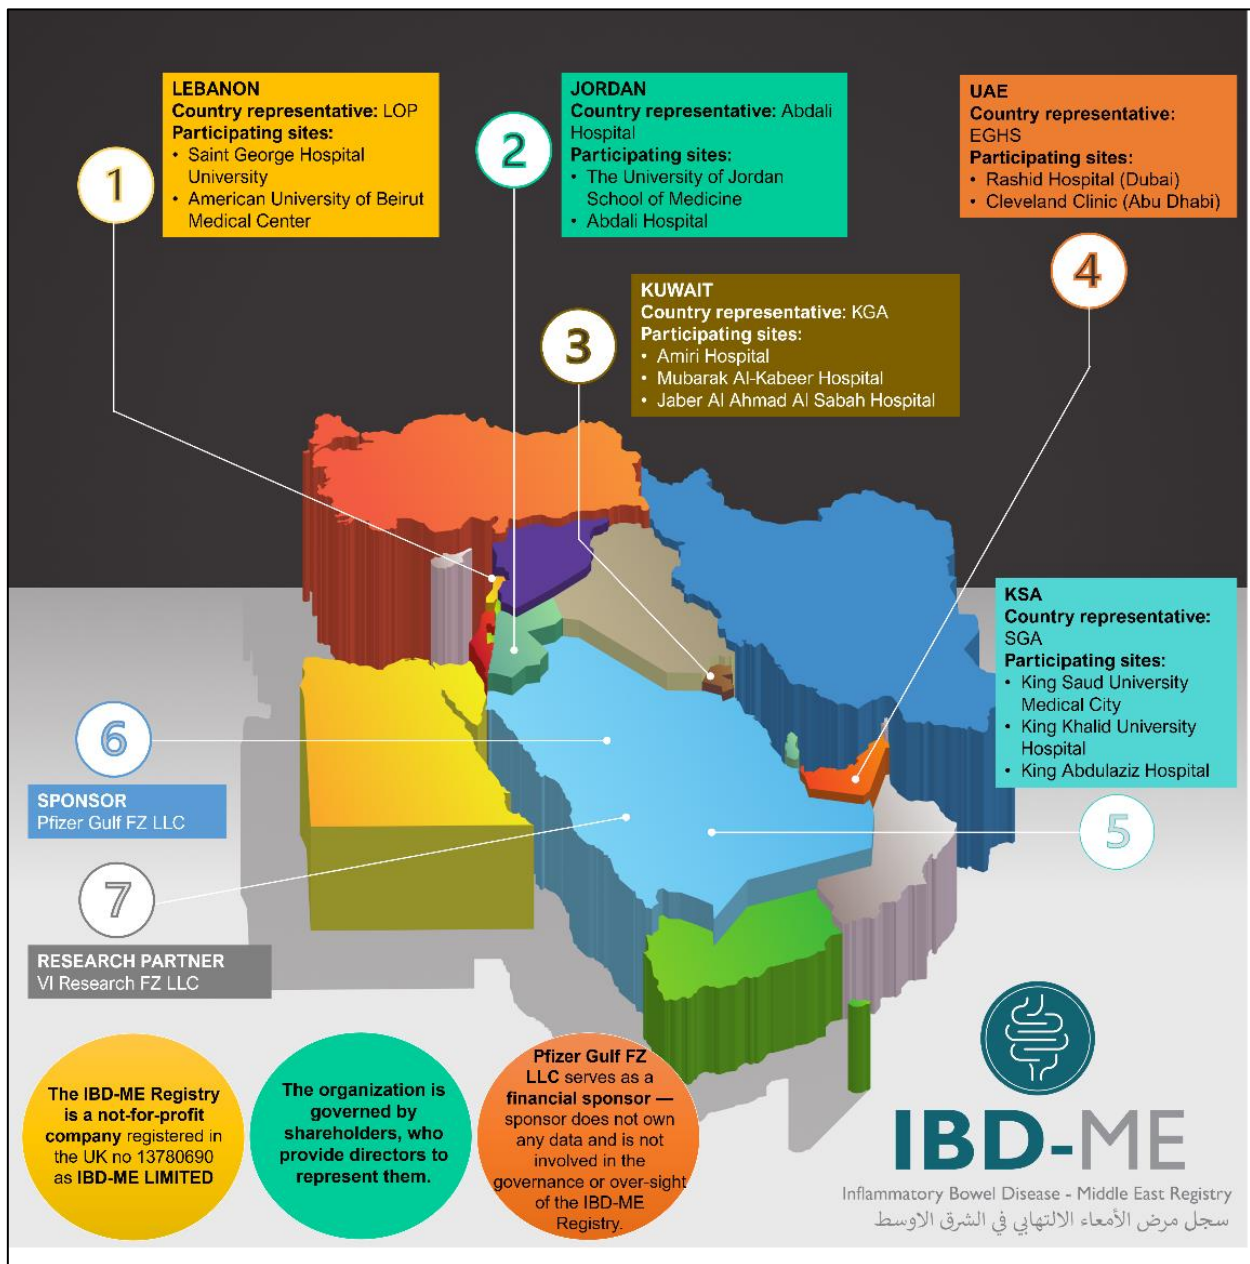 LEBANON
Country representative: LOP
Participating sites:
• Saint George Hospital
University
• American University of Beirut
Medical Center
1
JORDAN
Country representative: Abdali
Hospital
Participating sites:
• The University of Jordan
School of Medicine
• Abdali Hospital
2
UAE
Country representative:
EGHS
Participating sites:
• Rashid Hospital (Dubai)
• Cleveland Clinic (Abu Dhabi)
4
KUWAIT
Country representative: KGA
Participating sites:
• Amiri Hospital
• Mubarak Al-Kabeer Hospital
• Jaber Al Ahmad Al Sabah Hospital
3
KSA
Country representative:
SGA
Participating sites:
• King Saud University
Medical City
• King Khalid University
Hospital
• King Abdulaziz Hospital
5
6
SPONSOR
Pfizer Gulf FZ LLC
7
RESEARCH PARTNER
VI Research FZ LLC
The IBD-ME Registry
is a not-for-profit
company registered in
the UK no 13780690
as IBD-ME LIMITED
The organization is
governed by
shareholders, who
provide directors to
represent them.
Pfizer Gulf FZ
LLC serves as a
financial sponsor —
sponsor does not own
any data and is not
involved in the
governance or over-sight
of the IBD-ME
Registry.
IBD-ME
Inflammatory Bowel Disease - Middle East Registry
سجل مرض الأمعاء الالتهابي في الشرق الاوسط